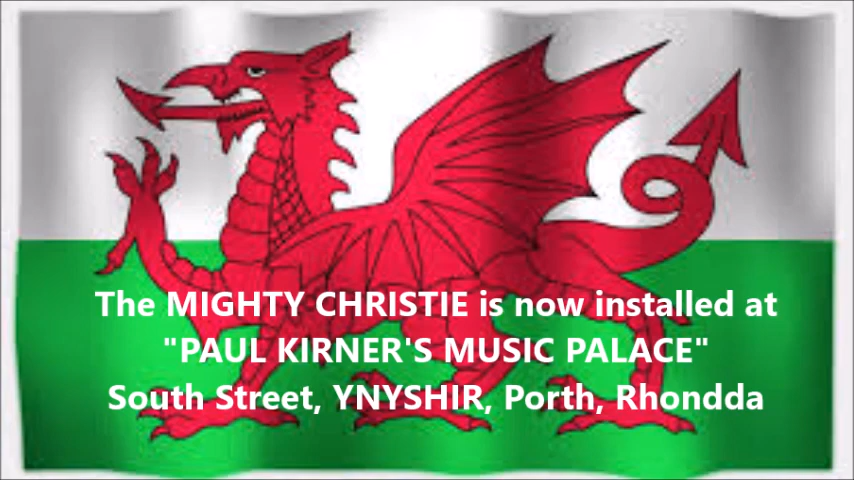 The MIGHTY CHRISTIE is now installed at
"PAUL KIRNER'S MUSIC PALACE"
South Street, YNYSHIR, Porth, Rhondda